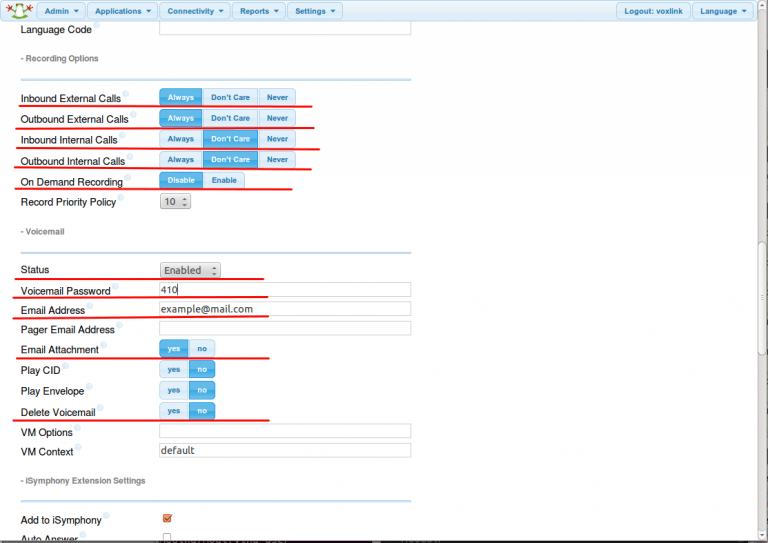 Admin Applications Connectivity Reports Settings Logout: voxlink Language
Language Code
- Recording Options
Inbound External Calls Always Don't Care Never
Outbound External Calls Always Don't Care Never
Inbound Internal Calls Always Don't Care Never
Outbound Internal Calls Always Don't Care Never
On Demand Recording Disable Enable
Record Priority Policy 10
- Voicemail
Status Enabled
Voicemail Password 410
Email Address example@mail.com
Pager Email Address
Email Attachment yes no
Play CID yes no
Play Envelope yes no
Delete Voicemail yes no
VM Options
VM Context default
- iSymphony Extension Settings
Add to iSymphony
Auto Answer